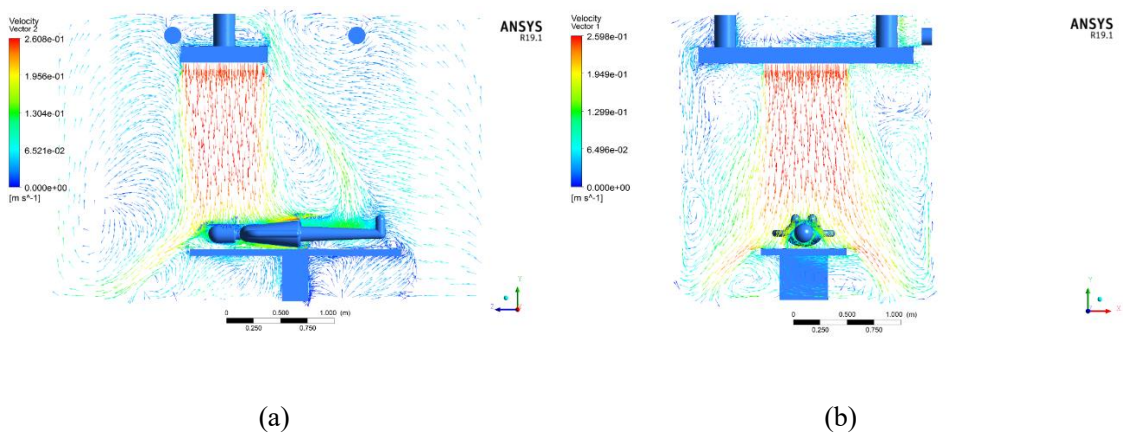 Velocity
Vector 2
2.608e-01
1.956e-01
1.304e-01
6.521e-02
0.000e+00
[m s^-1]
ANSYS
R19.1
Y
Z
0 0.500 1.000 (m)
0.250 0.750
(a)
Velocity
Vector 1
2.598e-01
1.949e-01
1.299e-01
6.496e-02
0.000e+00
[m s^-1]
ANSYS
R19.1
Y
X
0 0.500 1.000 (m)
0.250 0.750
(b)